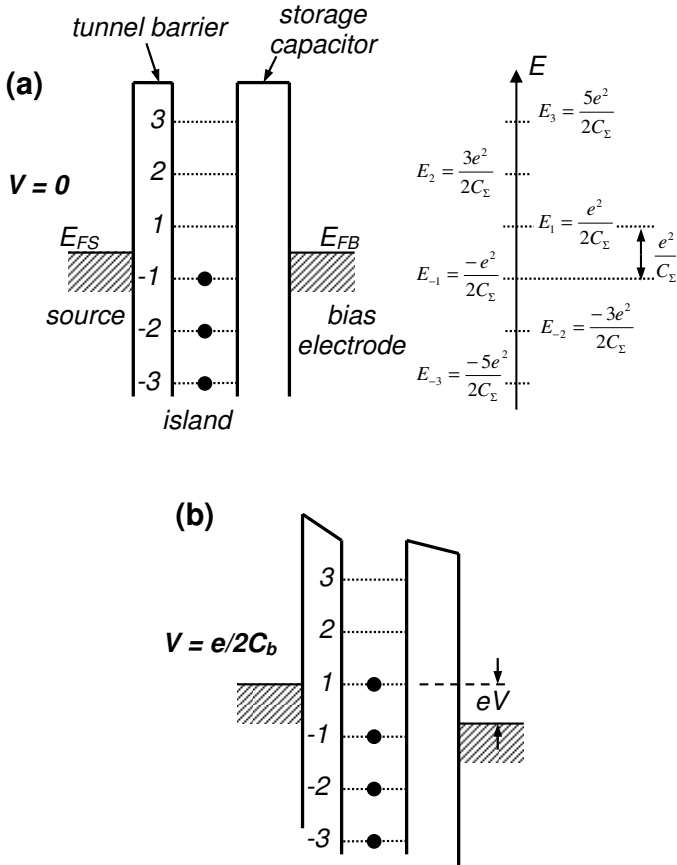 tunnel barrier
storage
capacitor
(a)
V = 0
E_FS
E_FB
source
bias
electrode
island
3
2
1
-1
-2
-3
E
E_3 = 5e^2 / 2C_Σ
E_2 = 3e^2 / 2C_Σ
E_1 = e^2 / 2C_Σ
e^2 / C_Σ
E_-1 = -e^2 / 2C_Σ
E_-2 = -3e^2 / 2C_Σ
E_-3 = -5e^2 / 2C_Σ
(b)
V = e/2C_b
3
2
1
-1
-2
-3
eV